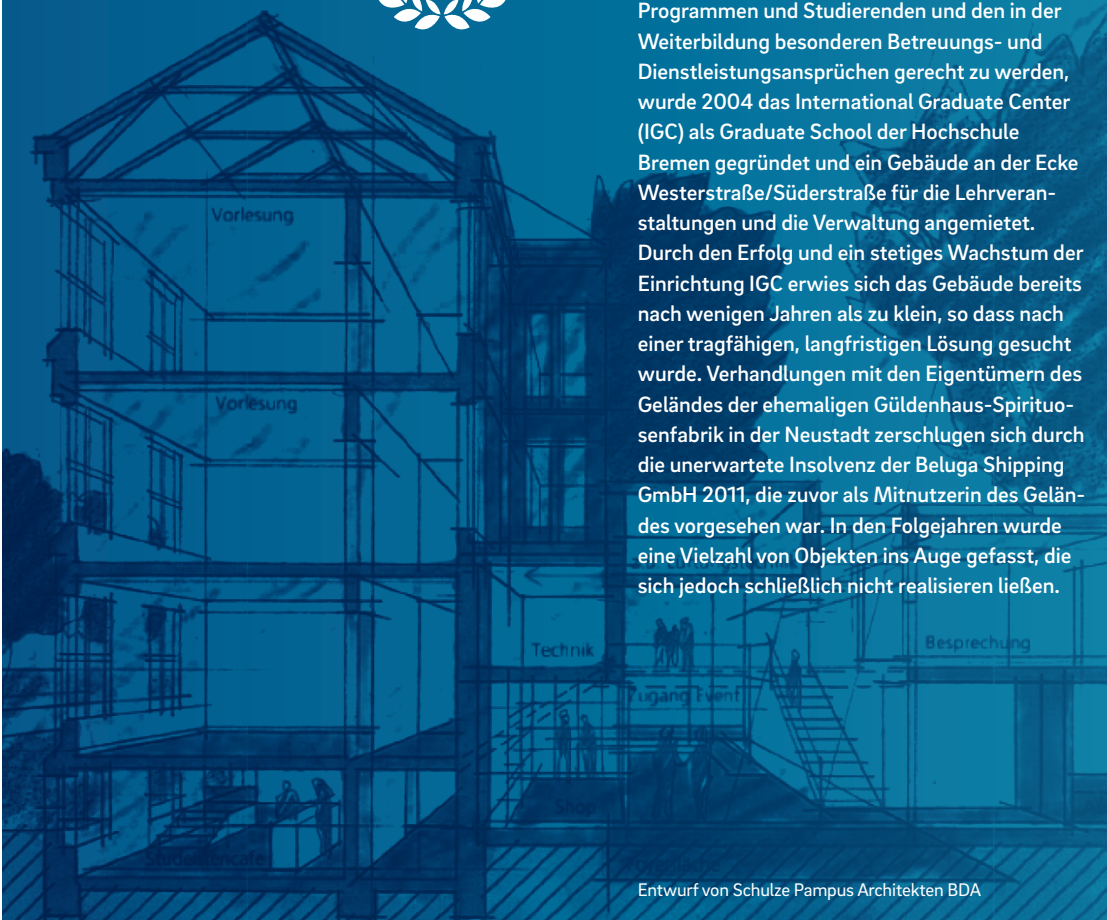 Programmen und Studierenden und den in der
Weiterbildung besonderen Betreuungs- und
Dienstleistungsansprüchen gerecht zu werden,
wurde 2004 das International Graduate Center
(IGC) als Graduate School der Hochschule
Bremen gegründet und ein Gebäude an der Ecke
Westerstraße/Süderstraße für die Lehrveran-
staltungen und die Verwaltung angemietet.
Durch den Erfolg und ein stetiges Wachstum der
Einrichtung IGC erwies sich das Gebäude bereits
nach wenigen Jahren als zu klein, so dass nach
einer tragfähigen, langfristigen Lösung gesucht
wurde. Verhandlungen mit den Eigentümern des
Geländes der ehemaligen Güldenhaus-Spirituo-
senfabrik in der Neustadt zerschlugen sich durch
die unerwartete Insolvenz der Beluga Shipping
GmbH 2011, die zuvor als Mitnutzerin des Gelän-
des vorgesehen war. In den Folgejahren wurde
eine Vielzahl von Objekten ins Auge gefasst, die
sich jedoch schließlich nicht realisieren ließen.
Vorlesung
Vorlesung
Technik
Besprechung
Zugang Event
Shop
Studentencafé
Entwurf von Schulze Pampus Architekten BDA